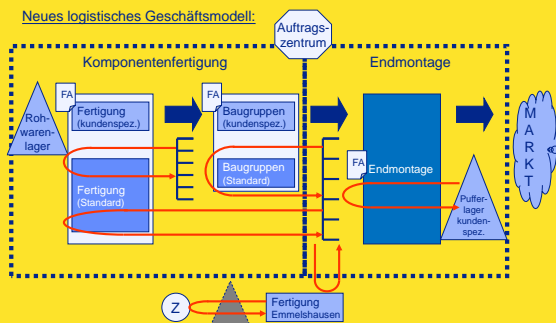 Neues logistisches Geschäftsmodell:
Auftrags-
zentrum
Komponentenfertigung
Endmontage
FA
Fertigung
(kundenspez.)
FA
Baugruppen
(kundenspez.)
Roh-
waren-
lager
Fertigung
(Standard)
Baugruppen
(Standard)
FA
Endmontage
Puffer-
lager
kunden-
spez.
MARKT
Z
Fertigung
Emmelshausen